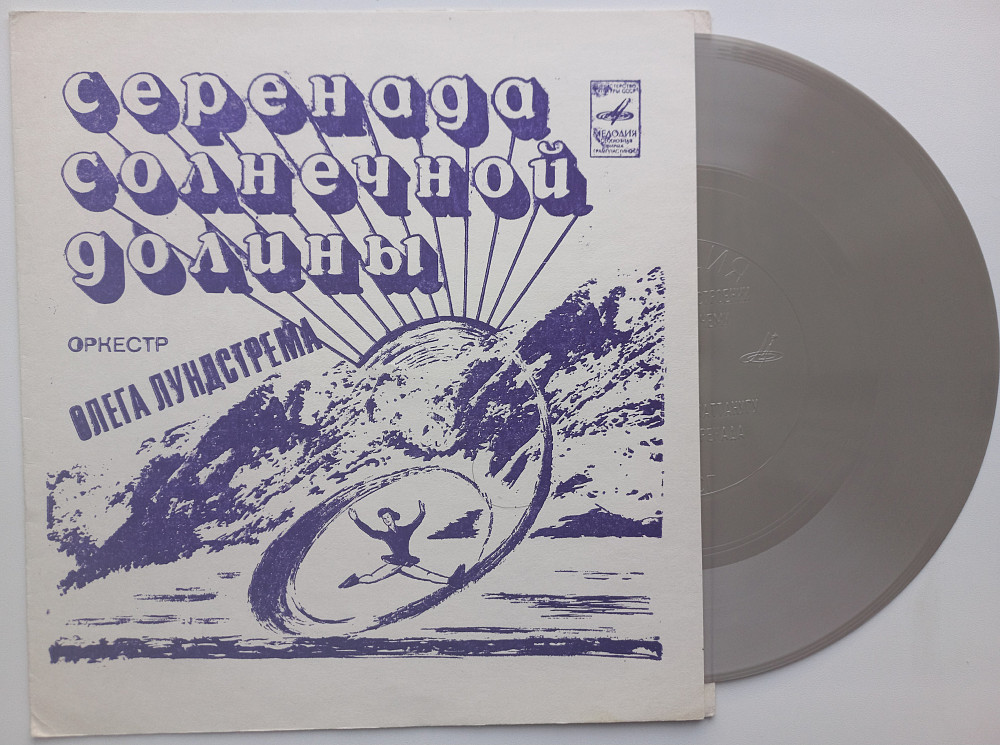 серенада
солнечной
долины
ОРКЕСТР
ОЛЕГА ЛУНДСТРЕМА
МЕЛОДИЯ